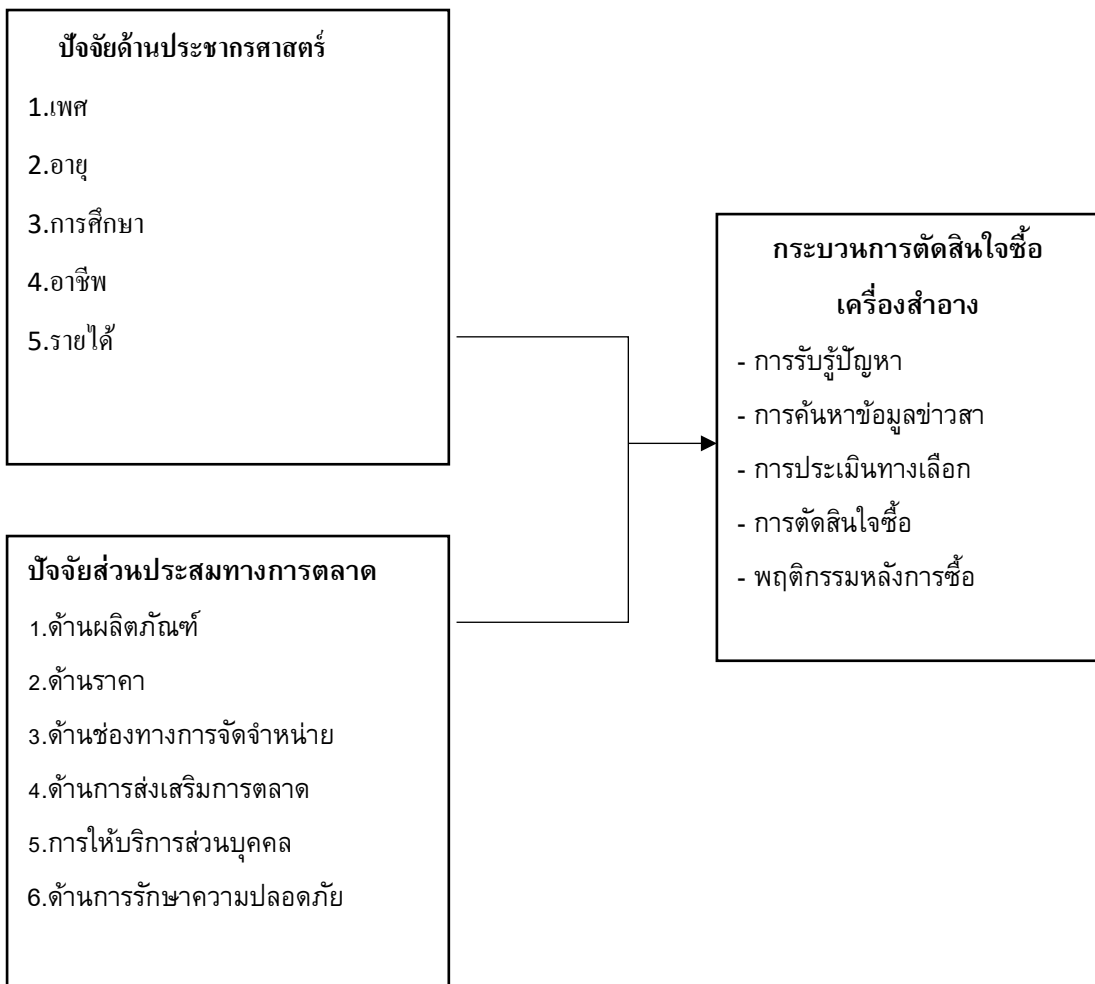 ปัจจัยด้านประชากรศาสตร์
1.เพศ
2.อายุ
3.การศึกษา
4.อาชีพ
5.รายได้
ปัจจัยส่วนประสมทางการตลาด
1.ด้านผลิตภัณฑ์
2.ด้านราคา
3.ด้านช่องทางการจัดจำหน่าย
4.ด้านการส่งเสริมการตลาด
5.การให้บริการส่วนบุคคล
6.ด้านการรักษาความปลอดภัย
กระบวนการตัดสินใจซื้อ
เครื่องสำอาง
- การรับรู้ปัญหา
- การค้นหาข้อมูลข่าวสา
- การประเมินทางเลือก
- การตัดสินใจซื้อ
- พฤติกรรมหลังการซื้อ